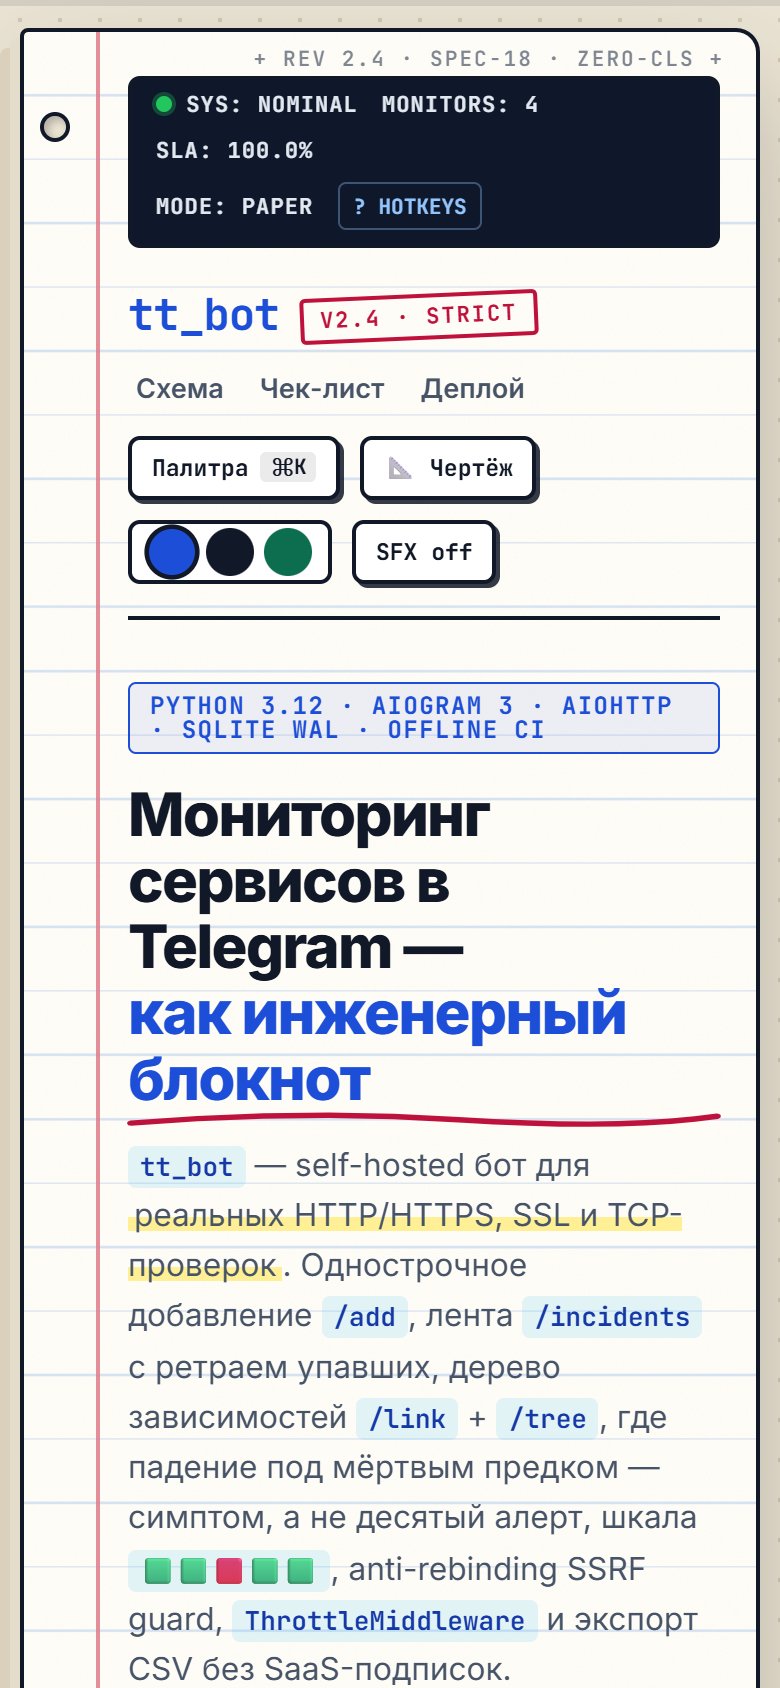 + REV 2.4 · SPEC-18 · ZERO-CLS +
SYS: NOMINAL MONITORS: 4
SLA: 100.0%
MODE: PAPER ? HOTKEYS
tt_bot V2.4 · STRICT
Схема Чек-лист Деплой
Палитра ⌘K Чертёж
SFX off
PYTHON 3.12 · AIOGRAM 3 · AIOHTTP
· SQLITE WAL · OFFLINE CI
Мониторинг
сервисов в
Telegram —
как инженерный
блокнот
tt_bot — self-hosted бот для
реальных HTTP/HTTPS, SSL и TCP-
проверок. Однострочное
добавление /add, лента /incidents
с ретраем упавших, дерево
зависимостей /link + /tree, где
падение под мёртвым предком —
симптом, а не десятый алерт, шкала
🟩🟩🟥🟩🟩, anti-rebinding SSRF
guard, ThrottleMiddleware и экспорт
CSV без SaaS-подписок.